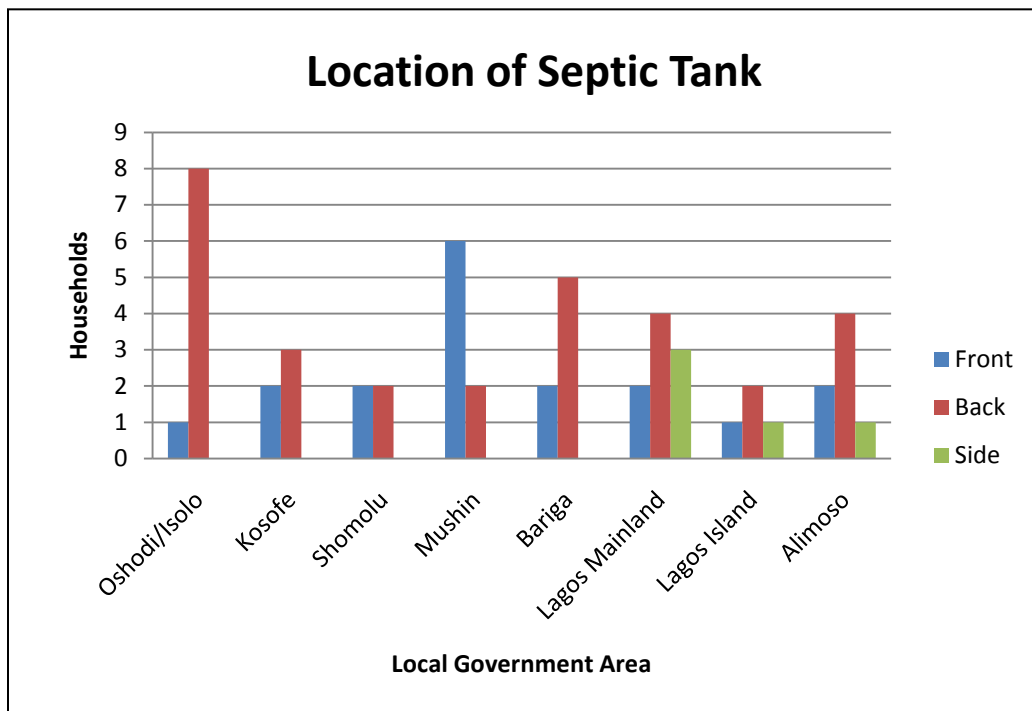 Location of Septic Tank
9
8
7
6
5
4
3
2
1
0
Households
Oshodi/Isolo
Kosofe
Shomolu
Mushin
Bariga
Lagos Mainland
Lagos Island
Alimoso
Local Government Area
Front
Back
Side